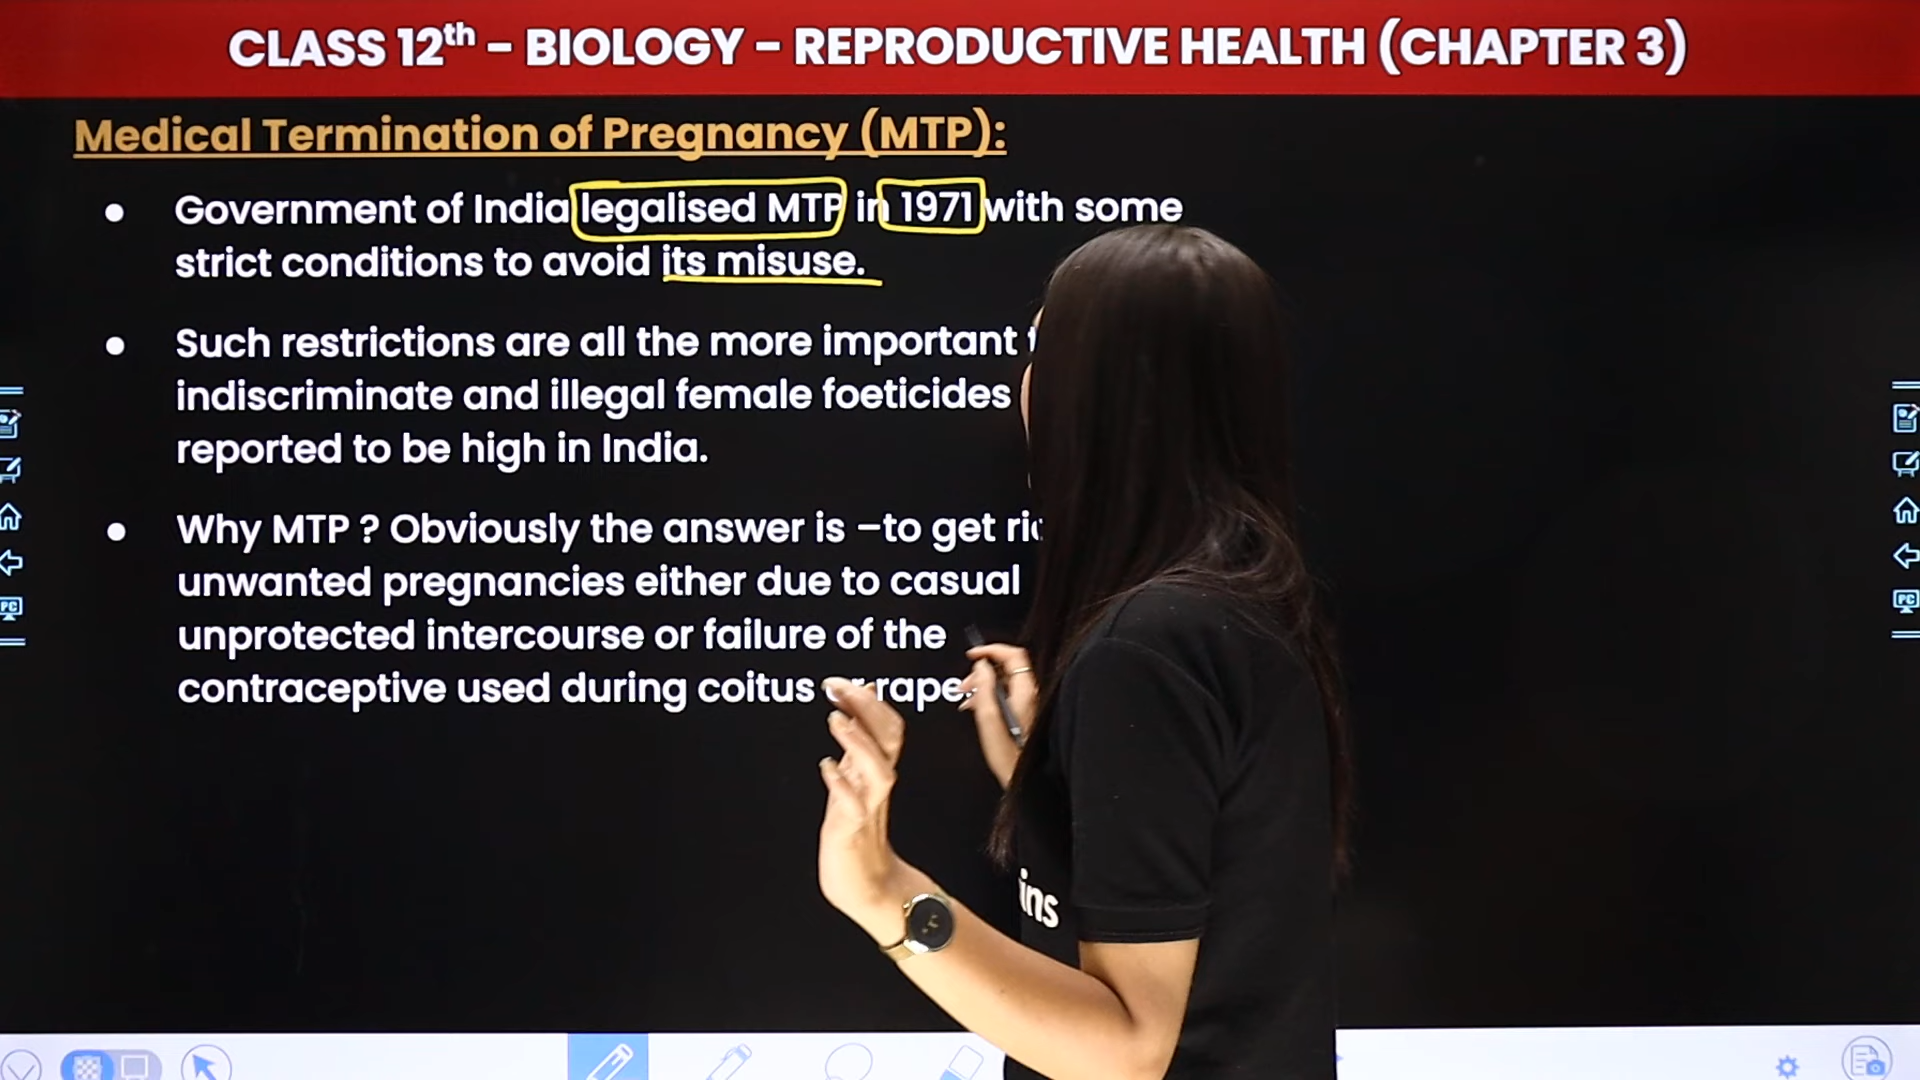 CLASS 12th - BIOLOGY - REPRODUCTIVE HEALTH (CHAPTER 3)
Medical Termination of Pregnancy (MTP):
● Government of India legalised MTP in 1971 with some
strict conditions to avoid its misuse.
● Such restrictions are all the more important
indiscriminate and illegal female foeticides
reported to be high in India.
● Why MTP ? Obviously the answer is –to get
unwanted pregnancies either due to casual
unprotected intercourse or failure of the
contraceptive used during coitus or rape.
PC
PC